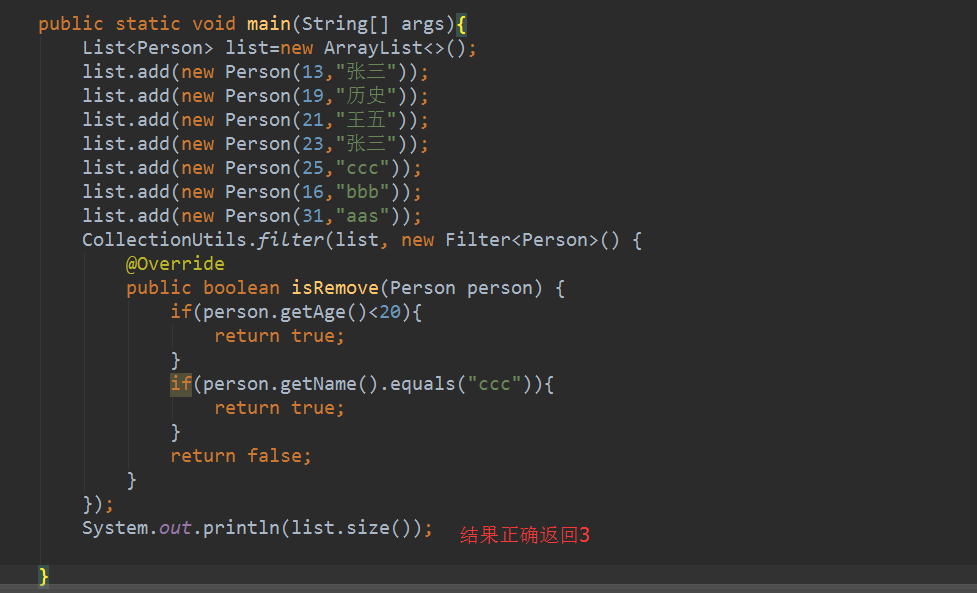 public static void main(String[] args){
    List<Person> list=new ArrayList<>();
    list.add(new Person(13,"张三"));
    list.add(new Person(19,"历史"));
    list.add(new Person(21,"王五"));
    list.add(new Person(23,"张三"));
    list.add(new Person(25,"ccc"));
    list.add(new Person(16,"bbb"));
    list.add(new Person(31,"aas"));
    CollectionUtils.filter(list, new Filter<Person>() {
        @Override
        public boolean isRemove(Person person) {
            if(person.getAge()<20){
                return true;
            }
            if(person.getName().equals("ccc")){
                return true;
            }
            return false;
        }
    });
    System.out.println(list.size()); 结果正确返回3
}